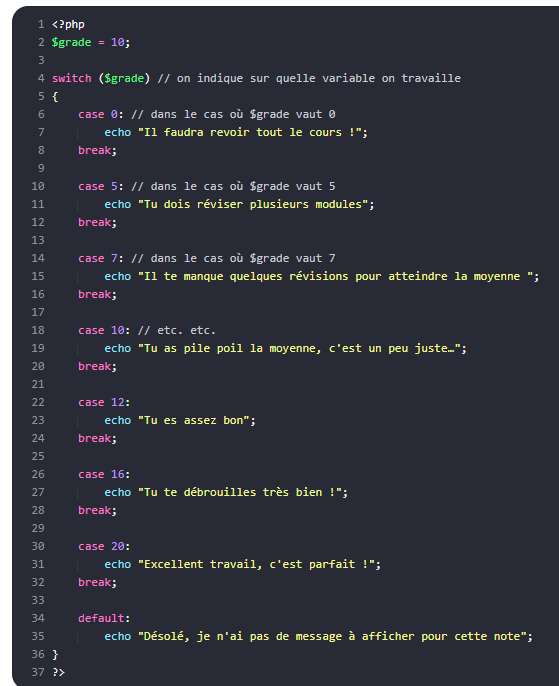 1 <?php
2 $grade = 10;
3
4 switch ($grade) // on indique sur quelle variable on travaille
5 {
6     case 0: // dans le cas où $grade vaut 0
7         echo "Il faudra revoir tout le cours !";
8     break;
9
10     case 5: // dans le cas où $grade vaut 5
11         echo "Tu dois réviser plusieurs modules";
12     break;
13
14     case 7: // dans le cas où $grade vaut 7
15         echo "Il te manque quelques révisions pour atteindre la moyenne ";
16     break;
17
18     case 10: // etc. etc.
19         echo "Tu as pile poil la moyenne, c'est un peu juste…";
20     break;
21
22     case 12:
23         echo "Tu es assez bon";
24     break;
25
26     case 16:
27         echo "Tu te débrouilles très bien !";
28     break;
29
30     case 20:
31         echo "Excellent travail, c'est parfait !";
32     break;
33
34     default:
35         echo "Désolé, je n'ai pas de message à afficher pour cette note";
36 }
37 ?>